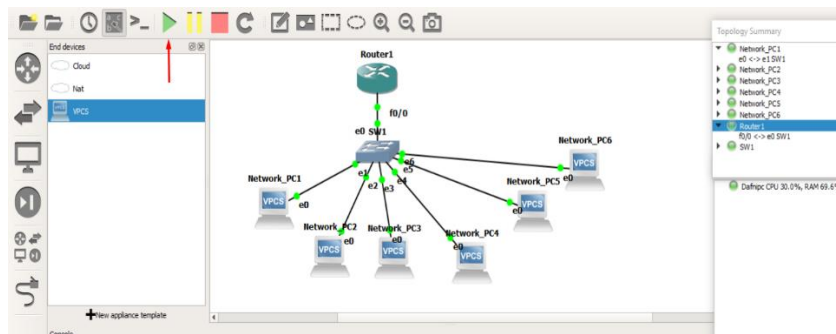 End devices
Cloud
Nat
VPCS
New appliance template
Router1
f0/0
e0 SW1
e1
e2
e3
e4
e5
e6
Network_PC1
VPCS
e0
Network_PC2
VPCS
e0
Network_PC3
VPCS
e0
Network_PC4
VPCS
e0
Network_PC5
VPCS
e0
Network_PC6
VPCS
e0
Topology Summary
Network_PC1
e0 <-> e1 SW1
Network_PC2
Network_PC3
Network_PC4
Network_PC5
Network_PC6
Router1
f0/0 <-> e0 SW1
SW1
Dafnipc CPU 30.0%, RAM 69.6%